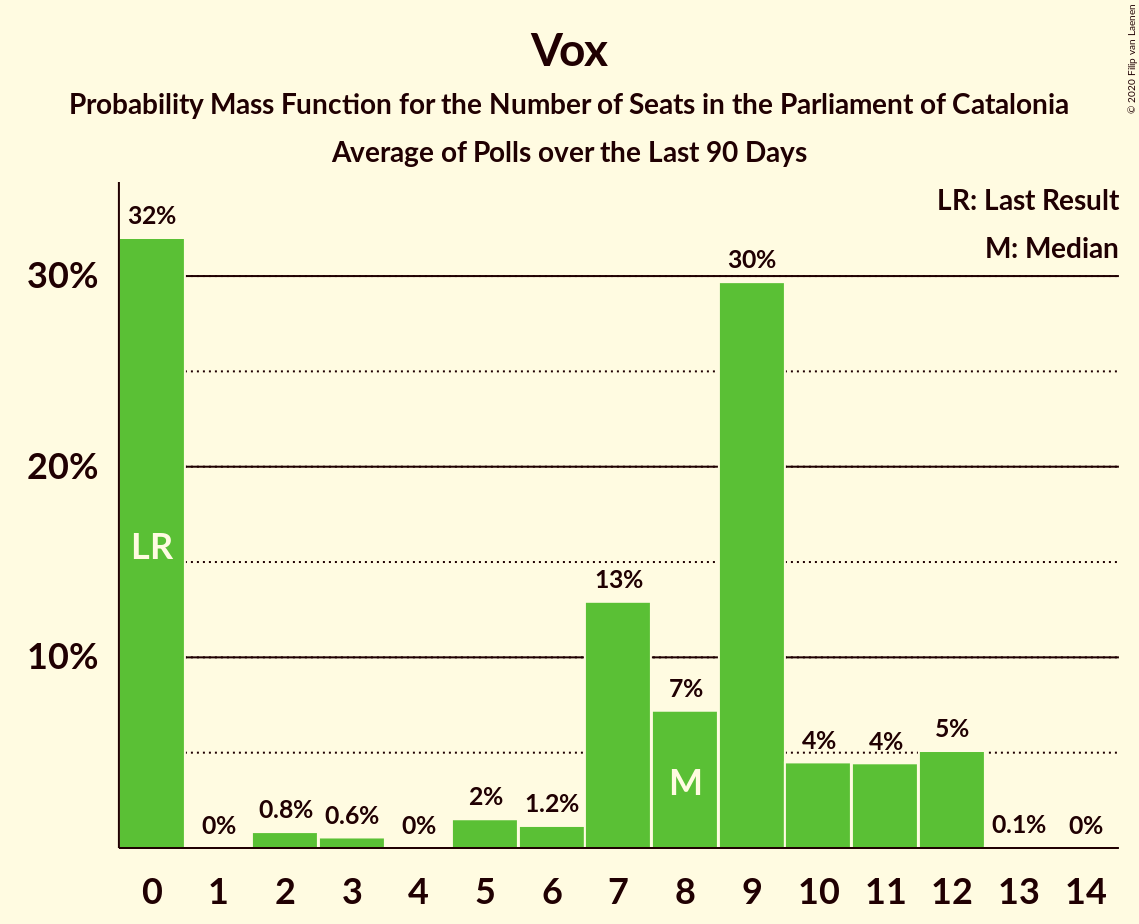 Vox
Probability Mass Function for the Number of Seats in the Parliament of Catalonia
Average of Polls over the Last 90 Days
© 2020 Filip van Laenen
LR: Last Result
M: Median
32%
30%
30%
20%
LR
13%
10%
7%
M
4%
4%
5%
0%
0.8%
0.6%
0%
2%
1.2%
0.1%
0%
0 1 2 3 4 5 6 7 8 9 10 11 12 13 14